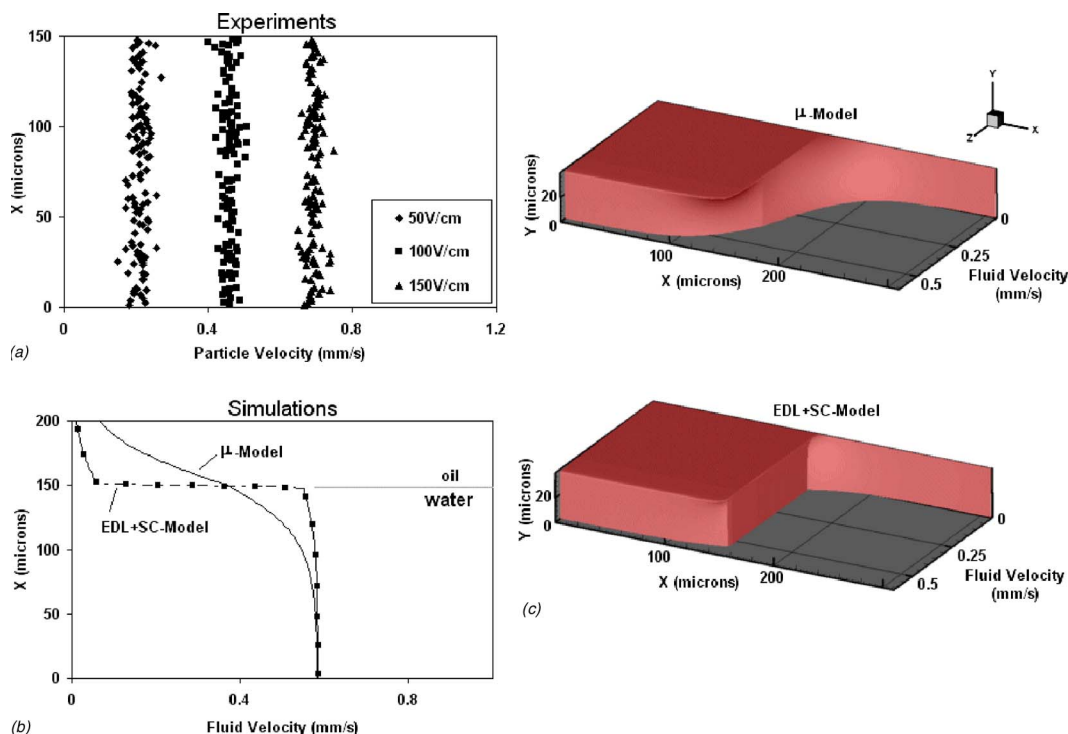 Experiments
150
100
50
0
X (microns)
50V/cm
100V/cm
150V/cm
0
0.4
0.8
1.2
Particle Velocity (mm/s)
(a)
Simulations
200
150
100
50
0
X (microns)
μ-Model
EDL+SC-Model
oil
water
0
0.4
0.8
Fluid Velocity (mm/s)
(b)
μ-Model
Y
Z
X
Y (microns)
20
0
100
200
X (microns)
0
0.25
0.5
Fluid Velocity
(mm/s)
EDL+SC-Model
Y (microns)
20
0
100
200
X (microns)
0
0.25
0.5
Fluid Velocity
(mm/s)
(c)